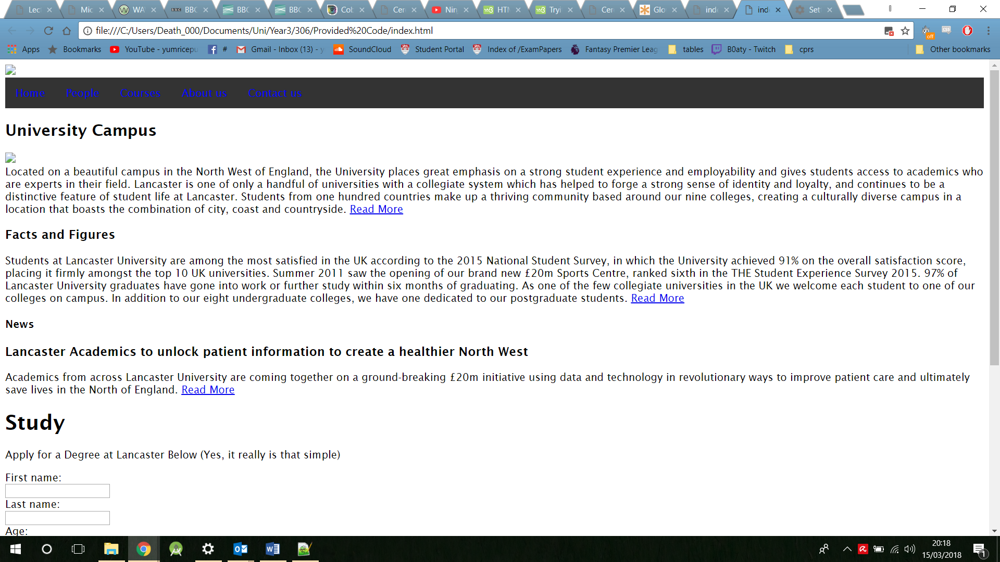 Lec
Mic
WA
BBC
BBC
BBC
Cob
Cer
Nin
HTM
Tryi
Cer
Glo
ind
ind
Set
file:///C:/Users/Death_000/Documents/Uni/Year3/306/Provided%20Code/index.html
off
CSS
Apps
Bookmarks
YouTube - yumricepu
#
Gmail - Inbox (13) - y
SoundCloud
Student Portal
Index of /ExamPapers
Fantasy Premier Leag
tables
B0aty - Twitch
cprs
Other bookmarks
Home People Courses About us Contact us
University Campus
Located on a beautiful campus in the North West of England, the University places great emphasis on a strong student experience and employability and gives students access to academics who
are experts in their field. Lancaster is one of only a handful of universities with a collegiate system which has helped to forge a strong sense of identity and loyalty, and continues to be a
distinctive feature of student life at Lancaster. Students from one hundred countries make up a thriving community based around our nine colleges, creating a culturally diverse campus in a
location that boasts the combination of city, coast and countryside. Read More
Facts and Figures
Students at Lancaster University are among the most satisfied in the UK according to the 2015 National Student Survey, in which the University achieved 91% on the overall satisfaction score,
placing it firmly amongst the top 10 UK universities. Summer 2011 saw the opening of our brand new £20m Sports Centre, ranked sixth in the THE Student Experience Survey 2015. 97% of
Lancaster University graduates have gone into work or further study within six months of graduating. As one of the few collegiate universities in the UK we welcome each student to one of our
colleges on campus. In addition to our eight undergraduate colleges, we have one dedicated to our postgraduate students. Read More
News
Lancaster Academics to unlock patient information to create a healthier North West
Academics from across Lancaster University are coming together on a ground-breaking £20m initiative using data and technology in revolutionary ways to improve patient care and ultimately
save lives in the North of England. Read More
Study
Apply for a Degree at Lancaster Below (Yes, it really is that simple)
First name:
Last name:
Age:
20:18
15/03/2018
1